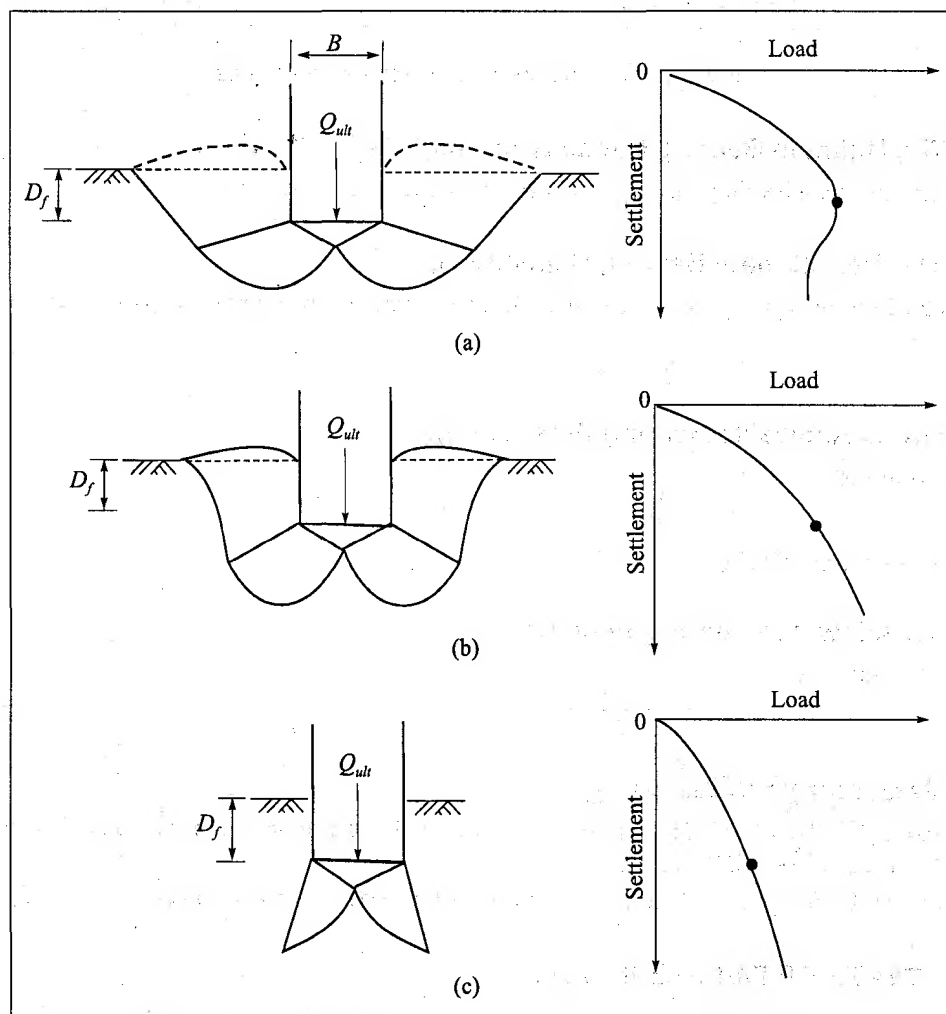 B
0
Load
Q_ult
D_f
Settlement
(a)
0
Load
Q_ult
D_f
Settlement
(b)
0
Load
Q_ult
D_f
Settlement
(c)